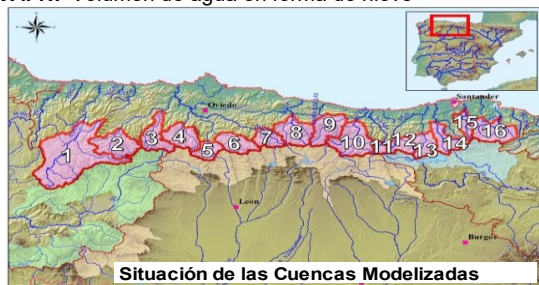 Volumen de agua en forma de nieve
Oviedo
Santander
1
2
3
4
5
6
7
8
9
10
11
12
13
14
15
16
León
Burgos
Situación de las Cuencas Modelizadas